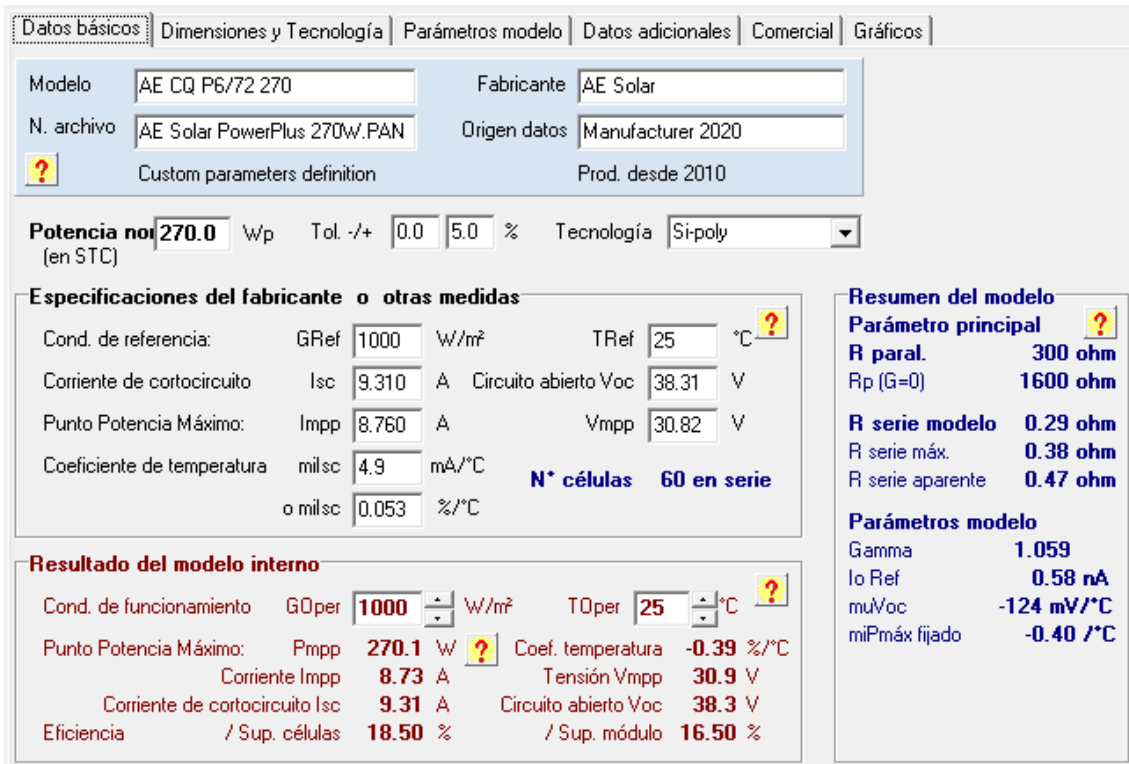 Datos básicos Dimensiones y Tecnología Parámetros modelo Datos adicionales Comercial Gráficos
Modelo AE CQ P6/72 270 Fabricante AE Solar
N. archivo AE Solar PowerPlus 270W.PAN Origen datos Manufacturer 2020
? Custom parameters definition Prod. desde 2010
Potencia nor 270.0 Wp Tol. -/+ 0.0 5.0 % Tecnología Si-poly
(en STC)
Especificaciones del fabricante o otras medidas
?
Cond. de referencia: GRef 1000 W/m² TRef 25 °C
Corriente de cortocircuito Isc 9.310 A Circuito abierto Voc 38.31 V
Punto Potencia Máximo: Impp 8.760 A Vmpp 30.82 V
Coeficiente de temperatura miIsc 4.9 mA/°C
N° células 60 en serie
o miIsc 0.053 %/°C
Resultado del modelo interno
?
Cond. de funcionamiento GOper 1000 W/m² TOper 25 °C
Punto Potencia Máximo: Pmpp 270.1 W ? Coef. temperatura -0.39 %/°C
Corriente Impp 8.73 A Tensión Vmpp 30.9 V
Corriente de cortocircuito Isc 9.31 A Circuito abierto Voc 38.3 V
Eficiencia / Sup. células 18.50 % / Sup. módulo 16.50 %
Resumen del modelo
Parámetro principal ?
R paral. 300 ohm
Rp (G=0) 1600 ohm
R serie modelo 0.29 ohm
R serie máx. 0.38 ohm
R serie aparente 0.47 ohm
Parámetros modelo
Gamma 1.059
Io Ref 0.58 nA
muVoc -124 mV/°C
miPmáx fijado -0.40 /°C